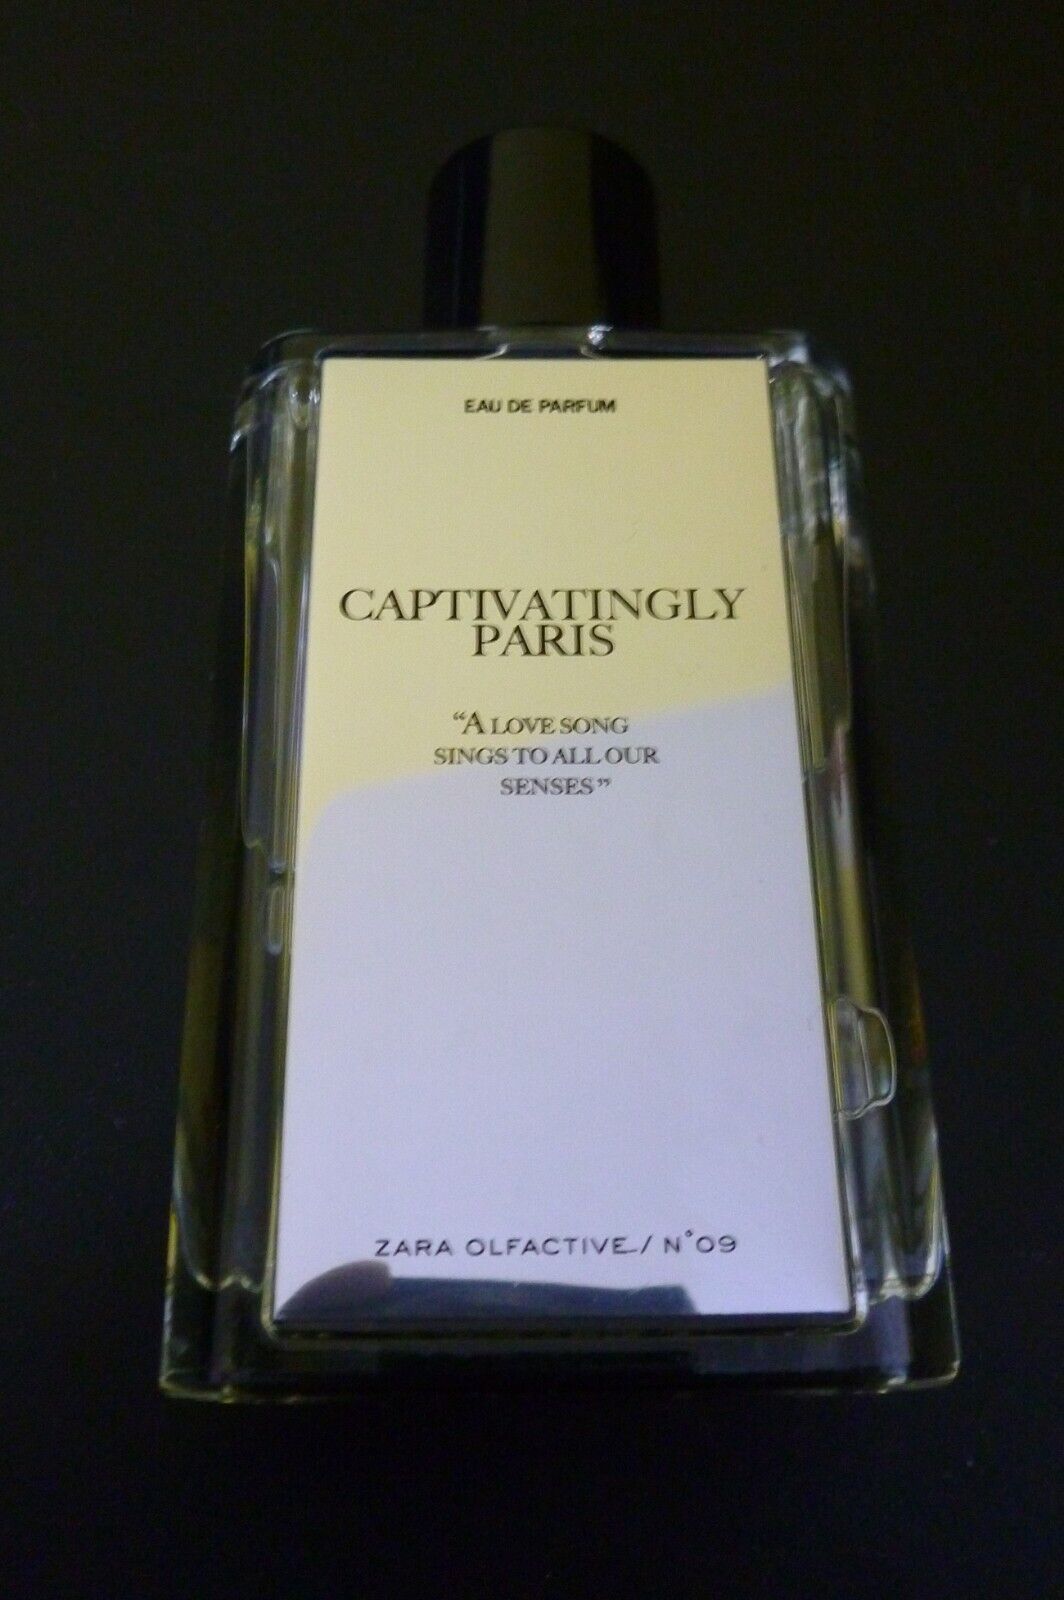 EAU DE PARFUM
CAPTIVATINGLY
PARIS
“A LOVE SONG
SINGS TO ALL OUR
SENSES”
ZARA OLFACTIVE / N°09